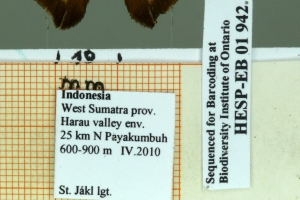 10
mm
Indonesia
West Sumatra prov.
Harau valley env.
25 km N Payakumbuh
600-900 m IV.2010
St. Jákl lgt.
Sequenced for Barcoding at
Biodiversity Institute of Ontario
HESP-EB 01 942.